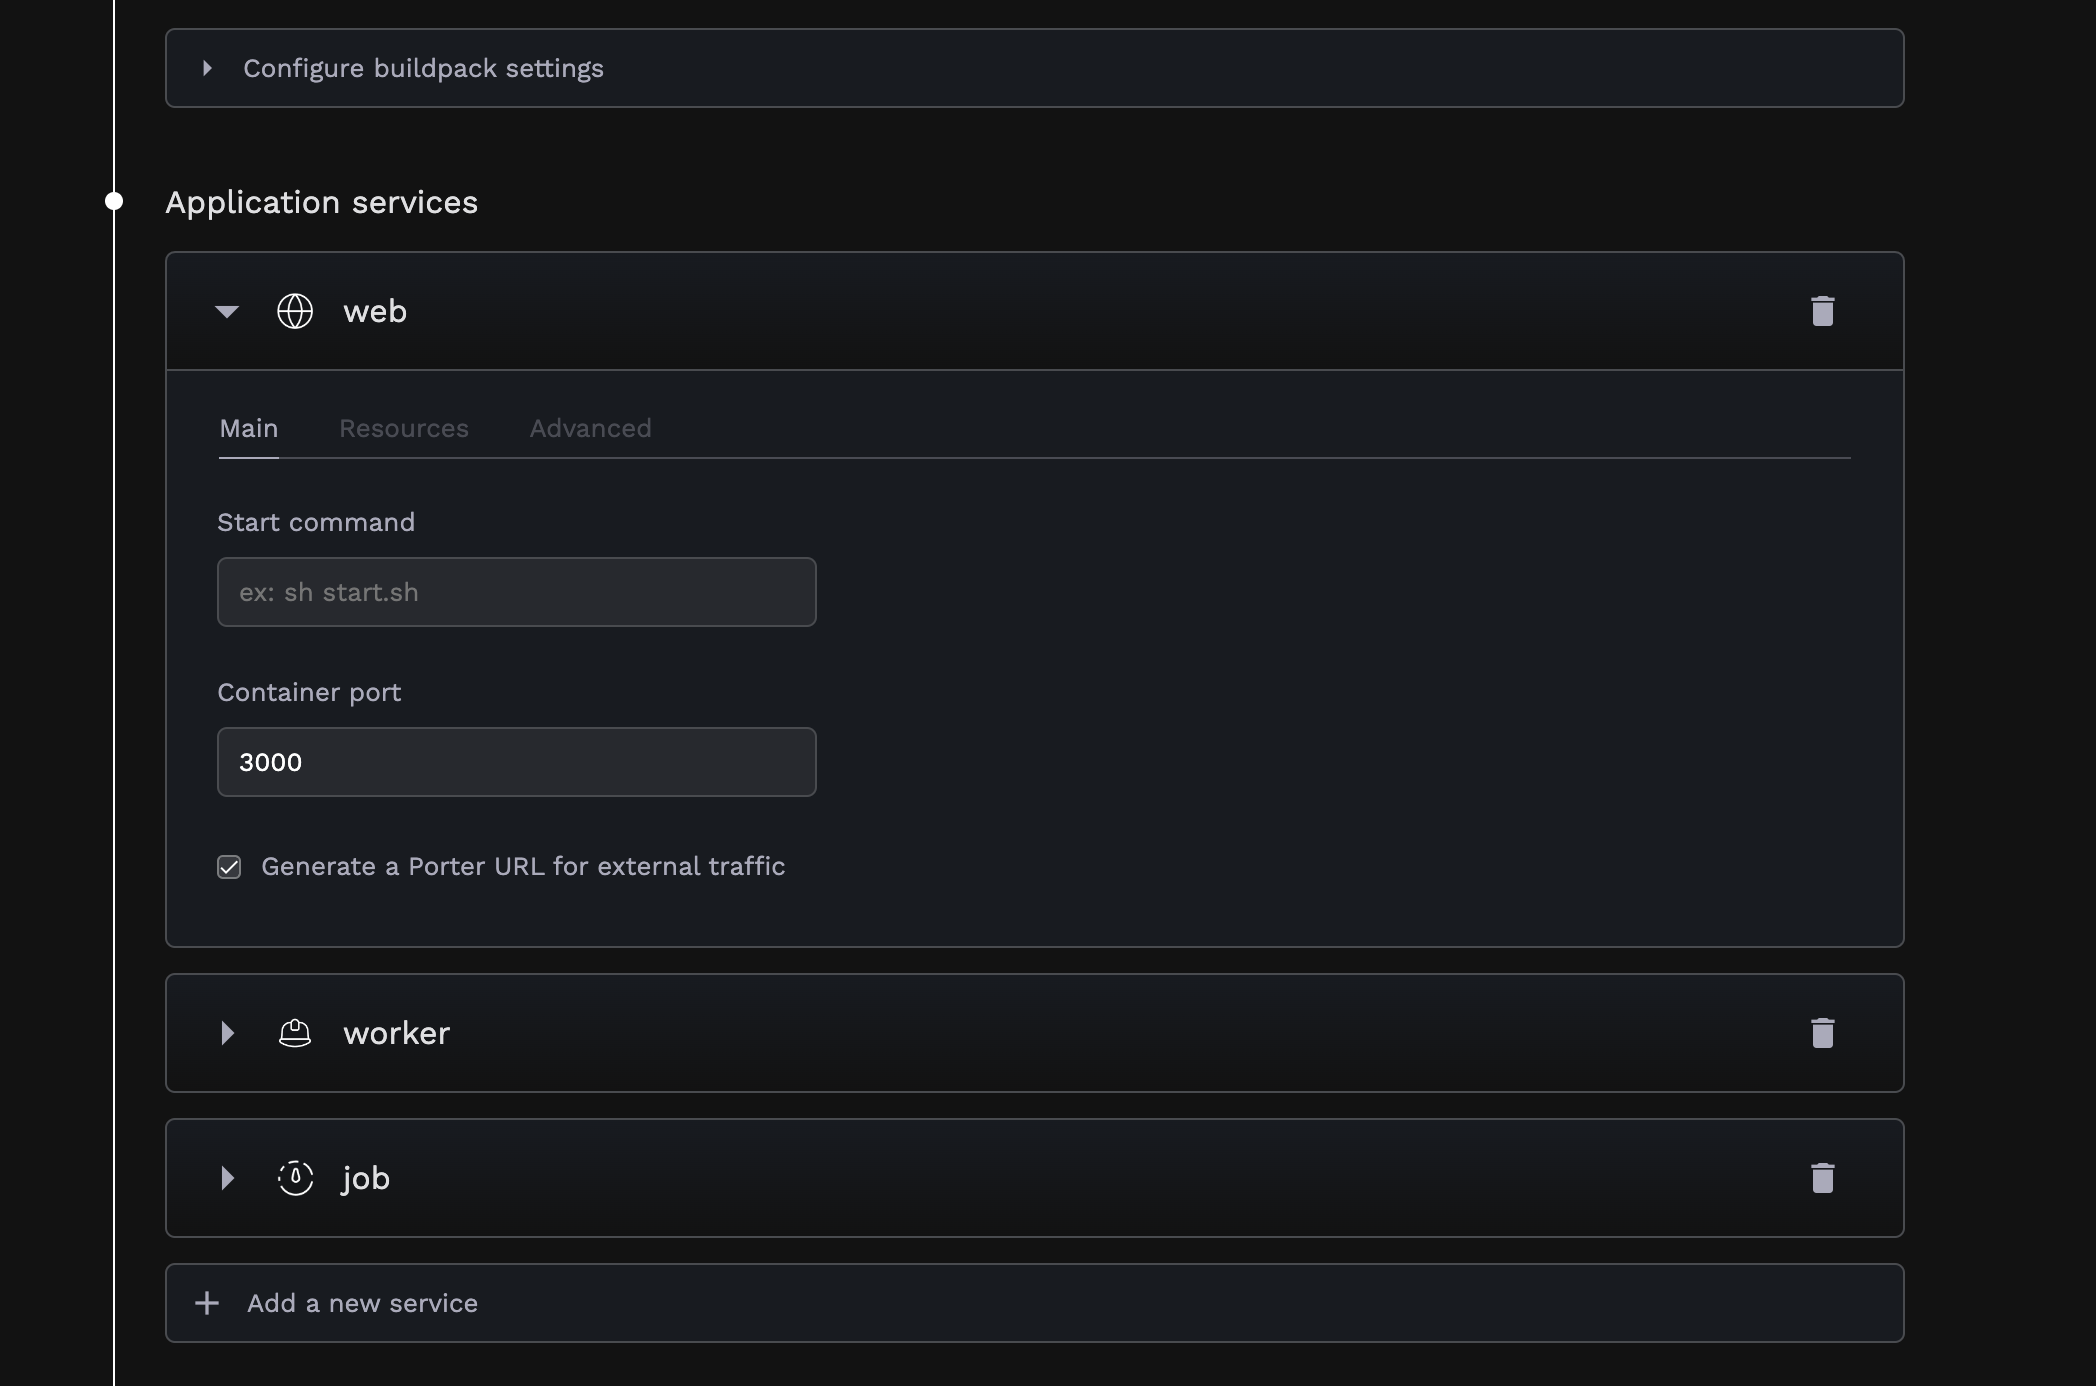 Configure buildpack settings
Application services
web
Main Resources Advanced
Start command
ex: sh start.sh
Container port
3000
Generate a Porter URL for external traffic
worker
job
Add a new service